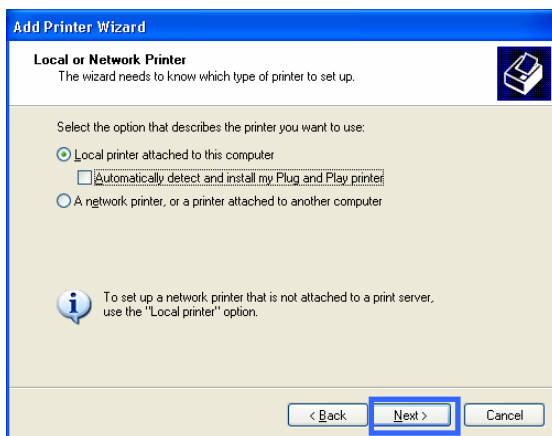 Add Printer Wizard
Local or Network Printer
The wizard needs to know which type of printer to set up.
Select the option that describes the printer you want to use:
Local printer attached to this computer
Automatically detect and install my Plug and Play printer
A network printer, or a printer attached to another computer
To set up a network printer that is not attached to a print server,
use the "Local printer" option.
< Back
Next >
Cancel